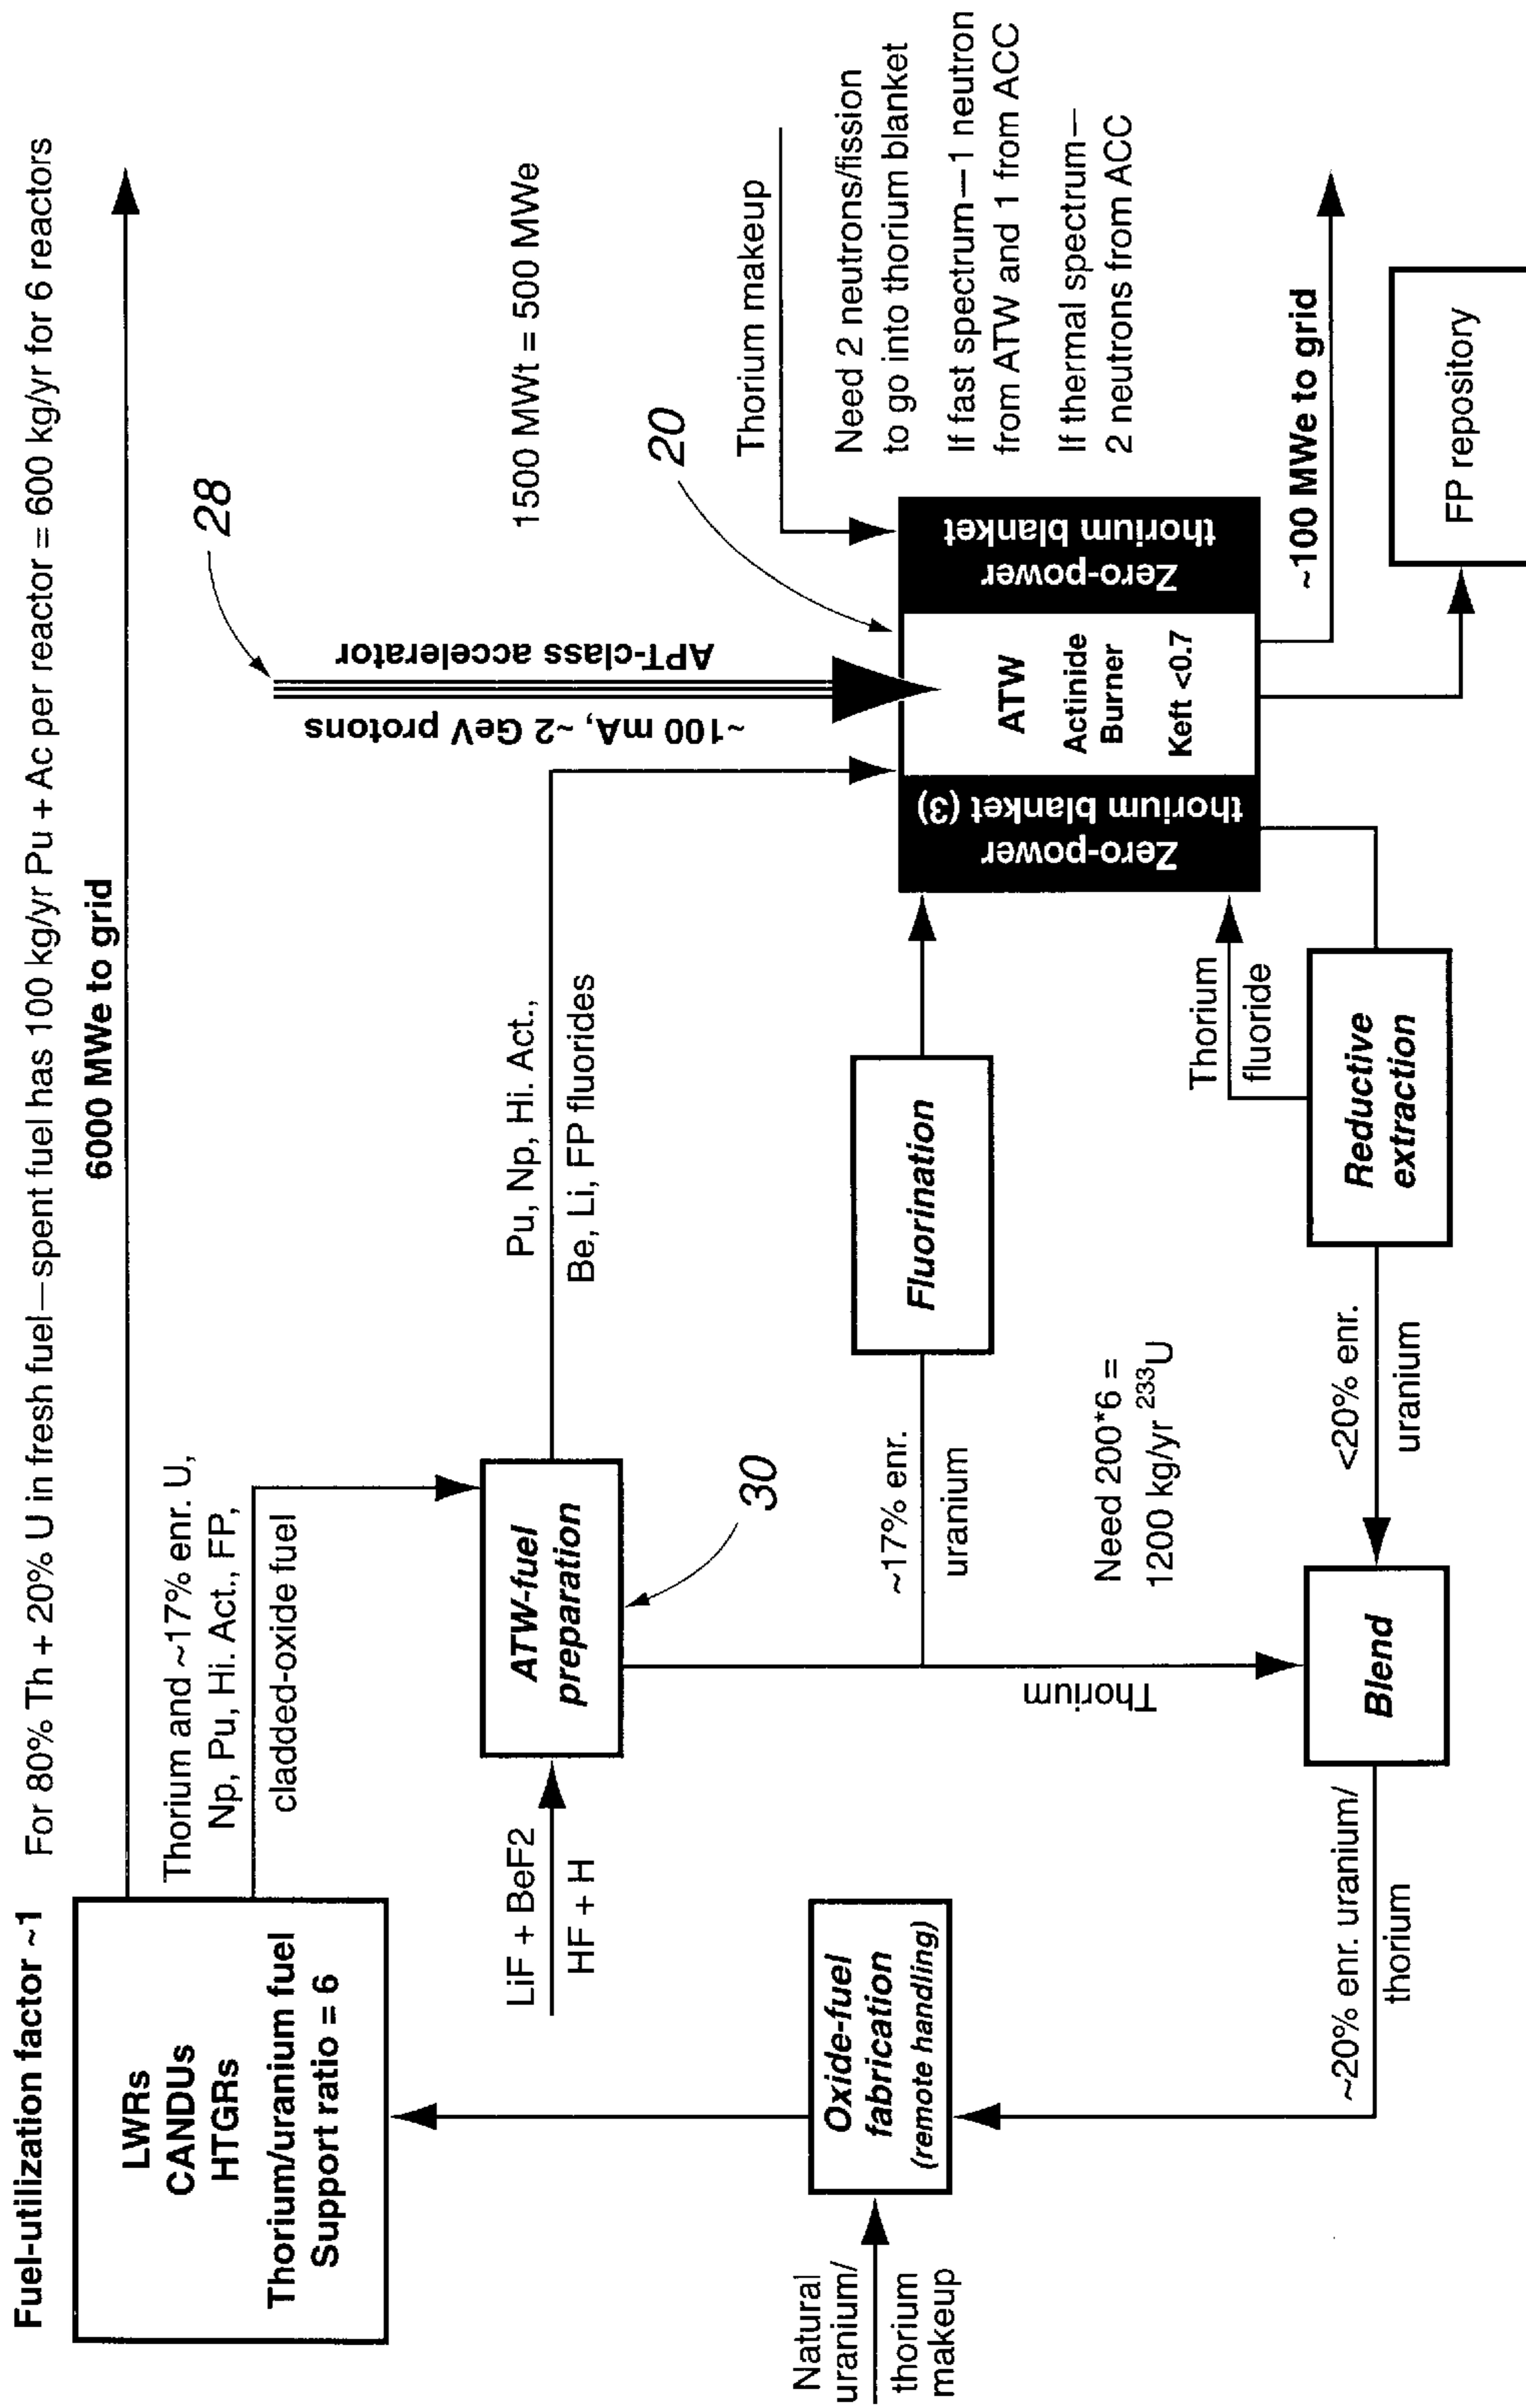 Fuel-utilization factor ~1
For 80% Th + 20% U in fresh fuel—spent fuel has 100 kg/yr Pu + Ac per reactor = 600 kg/yr for 6 reactors
LWRs
CANDUs
HTGRs
Thorium/uranium fuel
Support ratio = 6
6000 MWe to grid
Thorium and ~17% enr. U,
Np, Pu, Hi. Act., FP,
cladded-oxide fuel
28
~100 mA, ~2 GeV protons
APT-class accelerator
1500 MWt = 500 MWe
LiF + BeF2
HF + H
ATW-fuel
preparation
30
Pu, Np, Hi. Act.,
Be, Li, FP fluorides
20
Thorium makeup
Need 2 neutrons/fission
to go into thorium blanket
If fast spectrum—1 neutron
from ATW and 1 from ACC
If thermal spectrum—
2 neutrons from ACC
Natural
uranium/
thorium
makeup
Oxide-fuel
fabrication
(remote handling)
~17% enr.
uranium
Fluorination
Zero-power
thorium blanket (3)
ATW
Actinide
Burner
Keft <0.7
Zero-power
thorium blanket
Thorium
Need 200*6 =
1200 kg/yr ²³³U
Thorium
fluoride
~100 MWe to grid
~20% enr. uranium/
thorium
Blend
<20% enr.
uranium
Reductive
extraction
FP repository